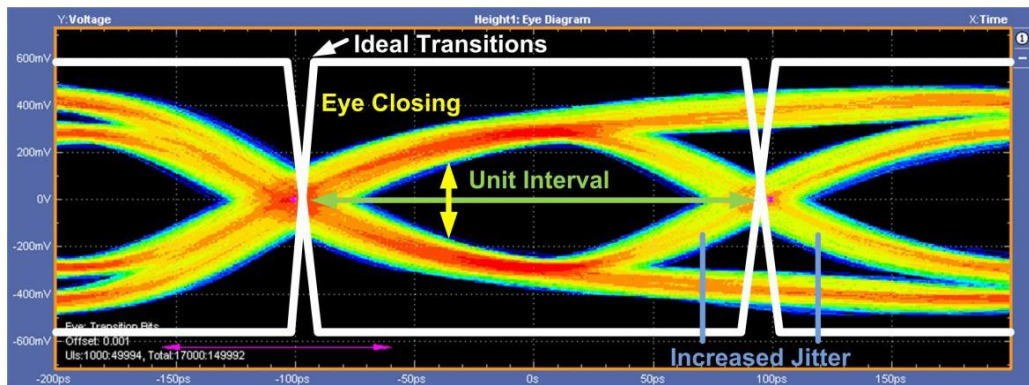 Y:Voltage
Height1: Eye Diagram
X:Time
Ideal Transitions
Eye Closing
Unit Interval
Increased Jitter
600mV
400mV
200mV
0V
-200mV
-400mV
-600mV
Eye: Transition Bits
Offset: 0.001
UIs:1000:49994, Total:17000:149992
-200ps
-150ps
-100ps
-50ps
0s
50ps
100ps
150ps